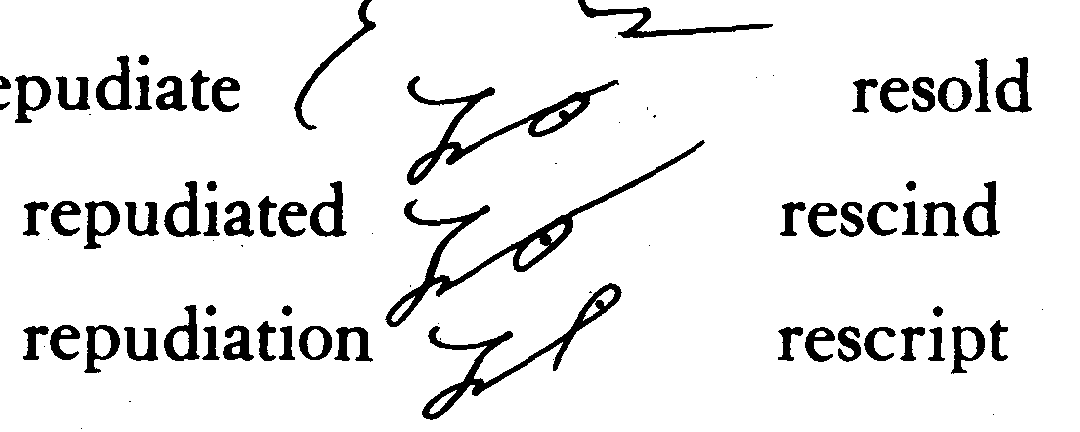 epudiate resold
repudiated rescind
repudiation rescript